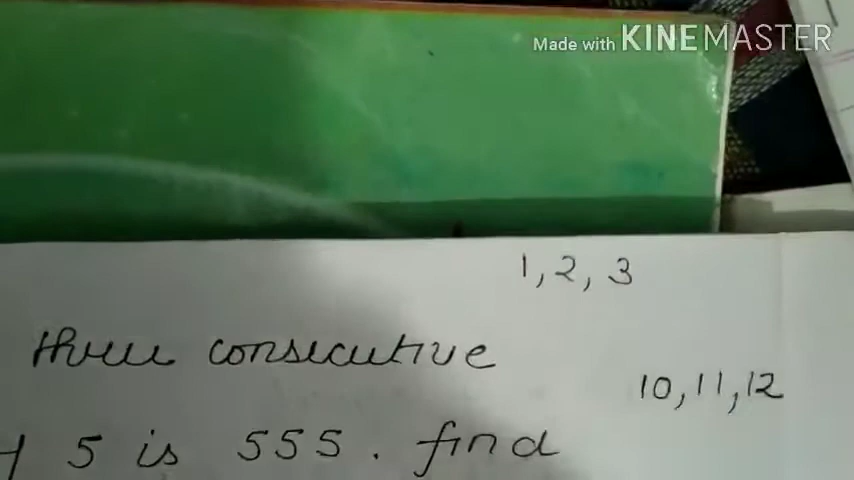 Made with KINEMASTER
1, 2, 3
three consecutive
10, 11, 12
5 is 555. find